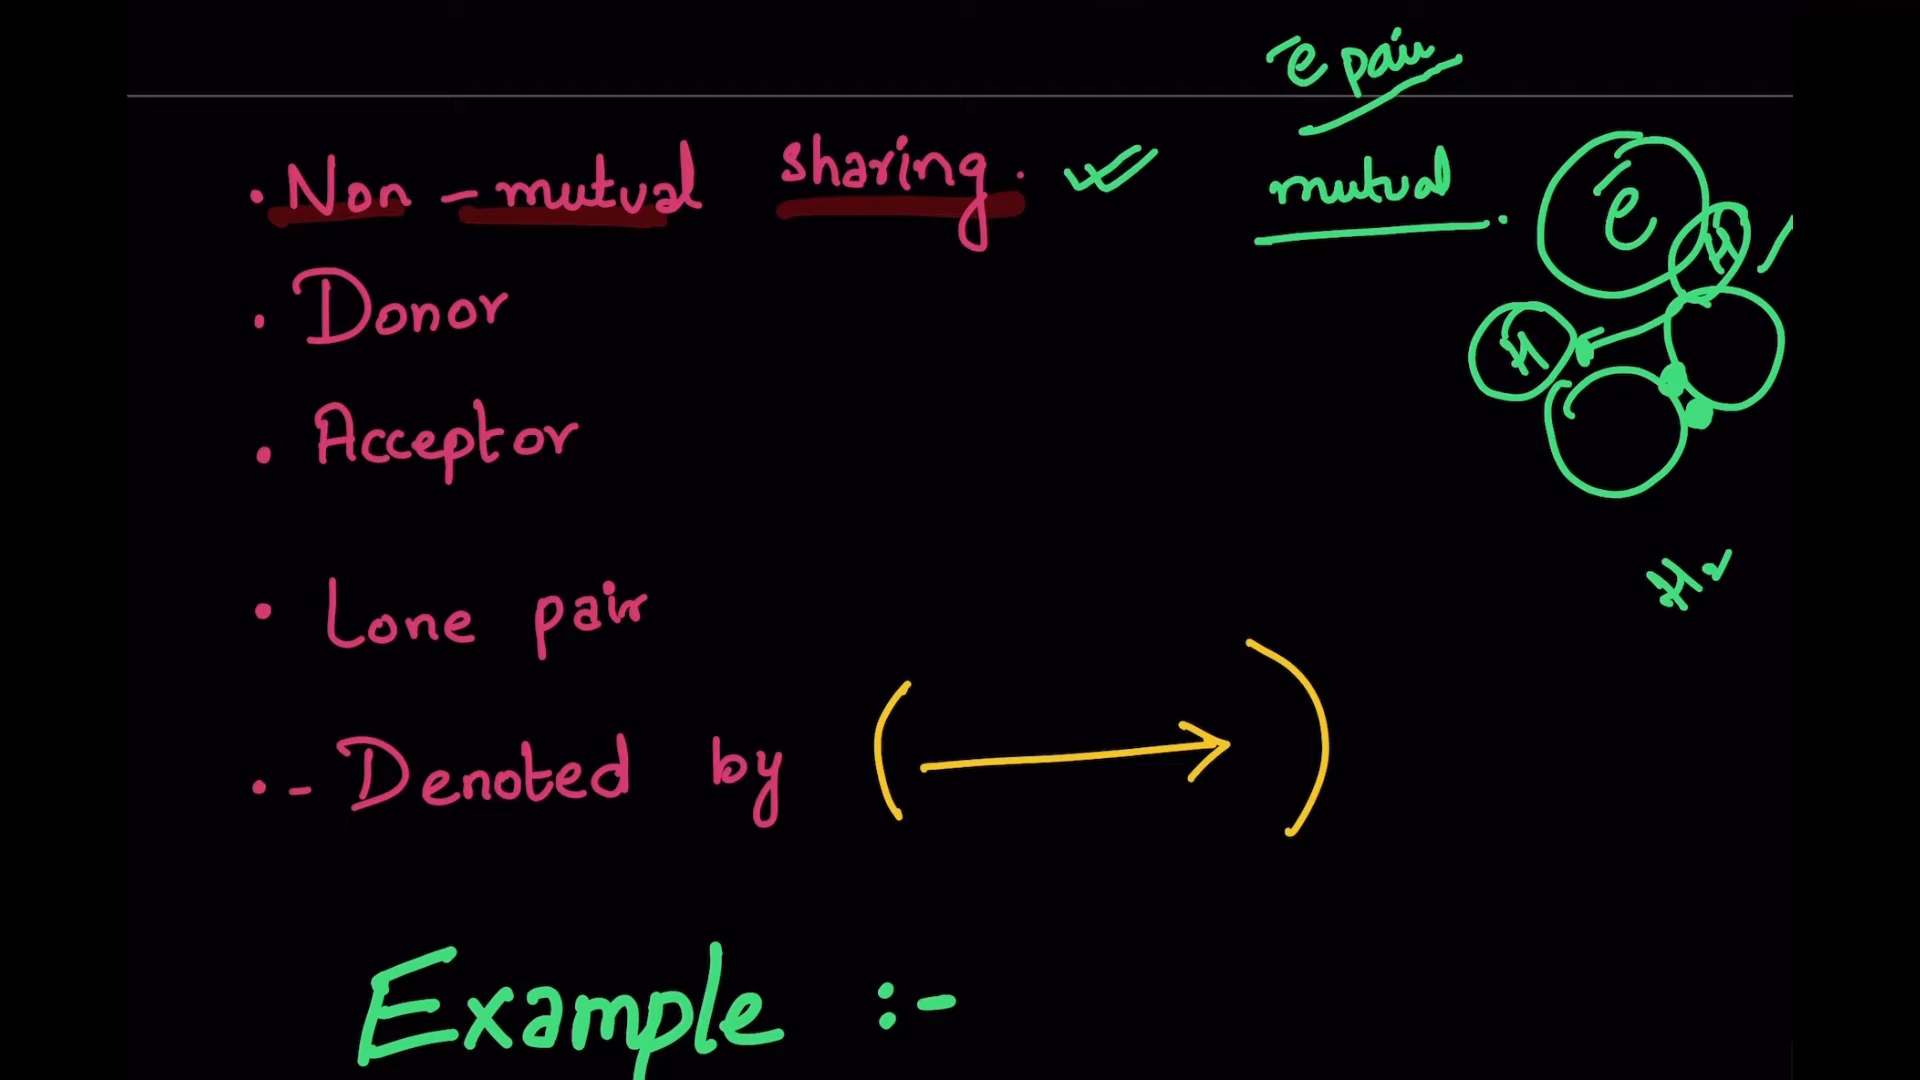 ē pair
• Non - mutual sharing.
mutual.
ē
H
• Donor
H
• Acceptor
H₂
• Lone pair
• - Denoted by ( → )
Example :-